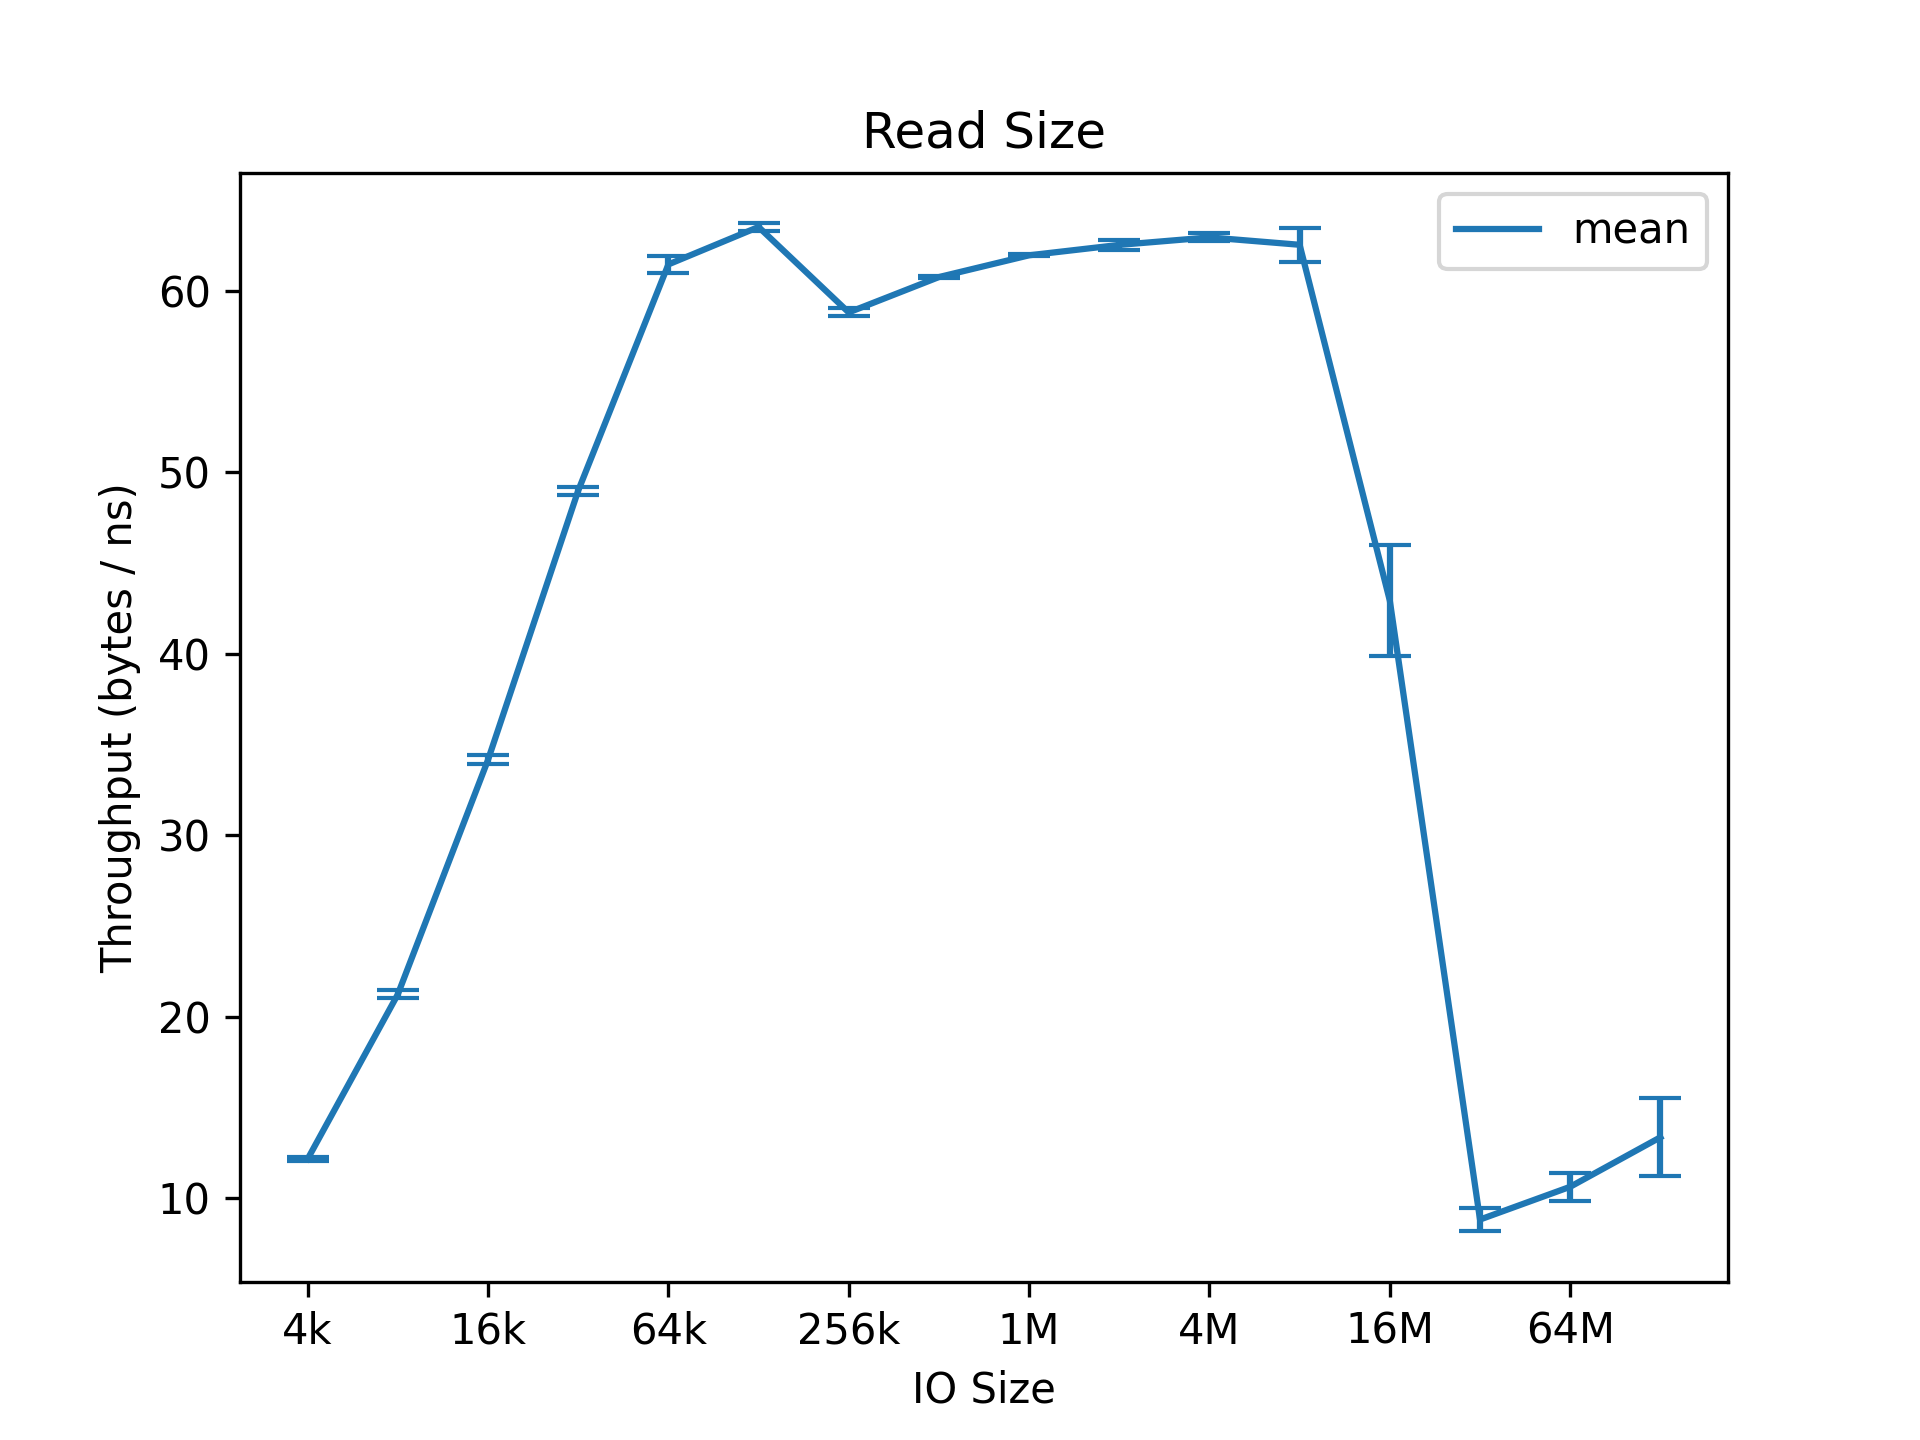 Read Size
mean
Throughput (bytes / ns)
60
50
40
30
20
10
4k 16k 64k 256k 1M 4M 16M 64M
IO Size